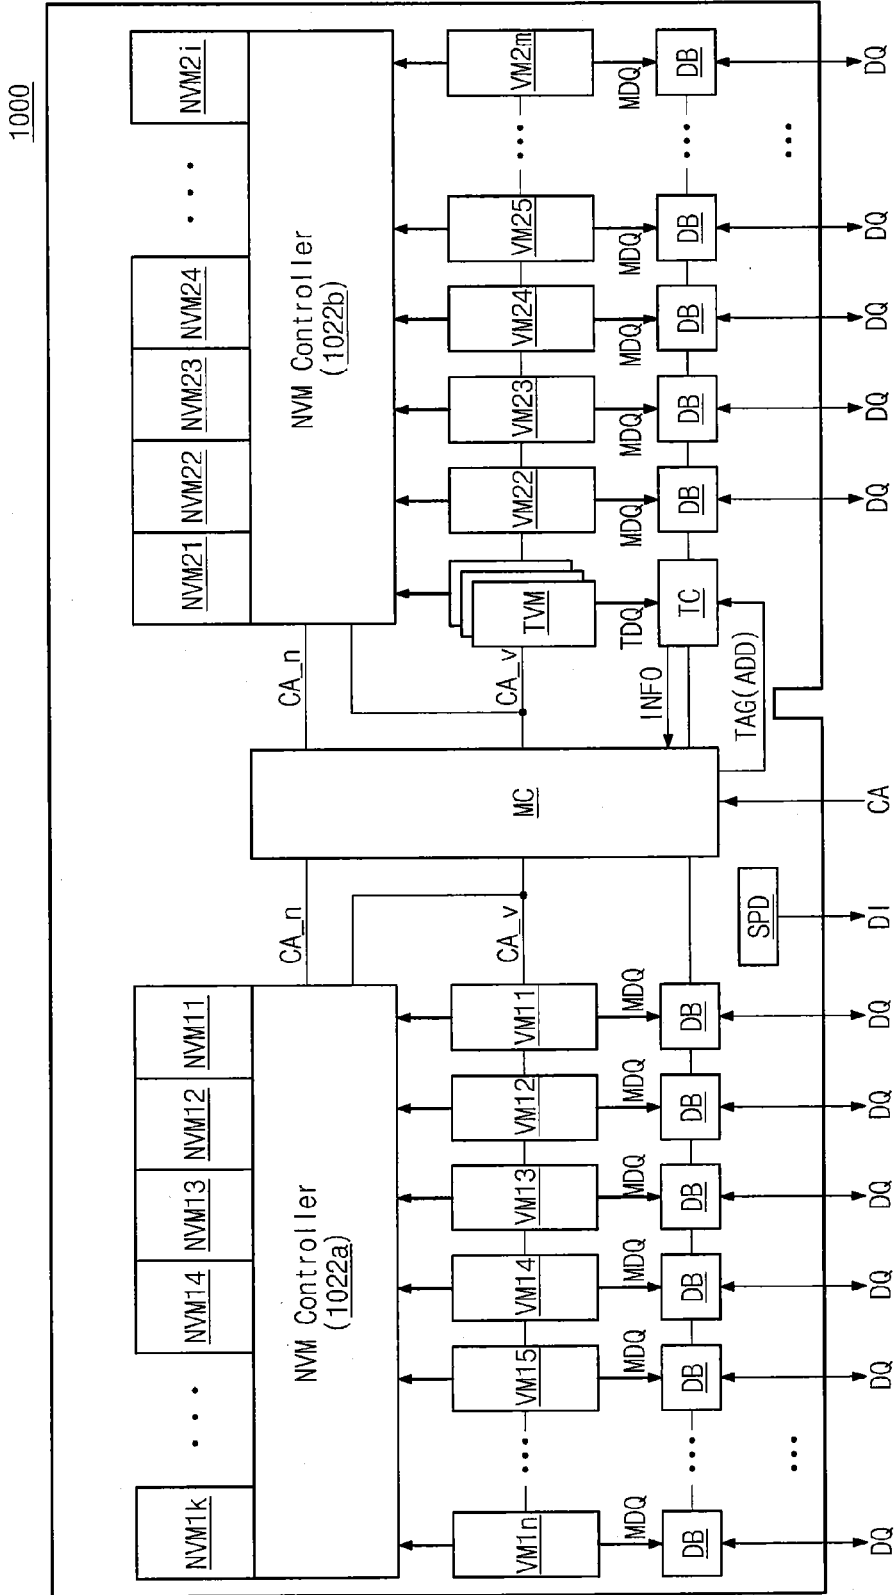 1000
NVM1k ... NVM14 NVM13 NVM12 NVM11 NVM21 NVM22 NVM23 NVM24 ... NVM2i
NVM Controller
(1022a)
CA_n
CA_n
NVM Controller
(1022b)
VM1n ... VM15 VM14 VM13 VM12 VM11
CA_v
MC
CA_v
TVM VM22 VM23 VM24 VM25 ... VM2m
MDQ MDQ MDQ MDQ MDQ MDQ
INFO
TDQ MDQ MDQ MDQ MDQ MDQ
DB ... DB DB DB DB DB
TC DB DB DB DB ... DB
SPD
TAG(ADD)
... ...
DQ DQ DQ DQ DQ DQ DI CA DQ DQ DQ DQ DQ